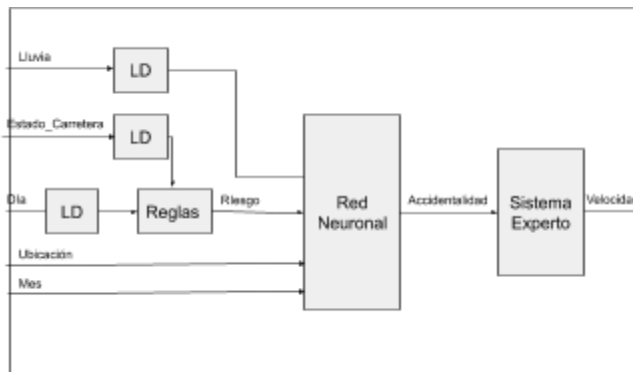 Lluvia
LD
Estado_Carretera
LD
Día
LD
Reglas
RIesgo
Red
Neuronal
Accidentalidad
Sistema
Experto
Velocida
Ubicación
Mes